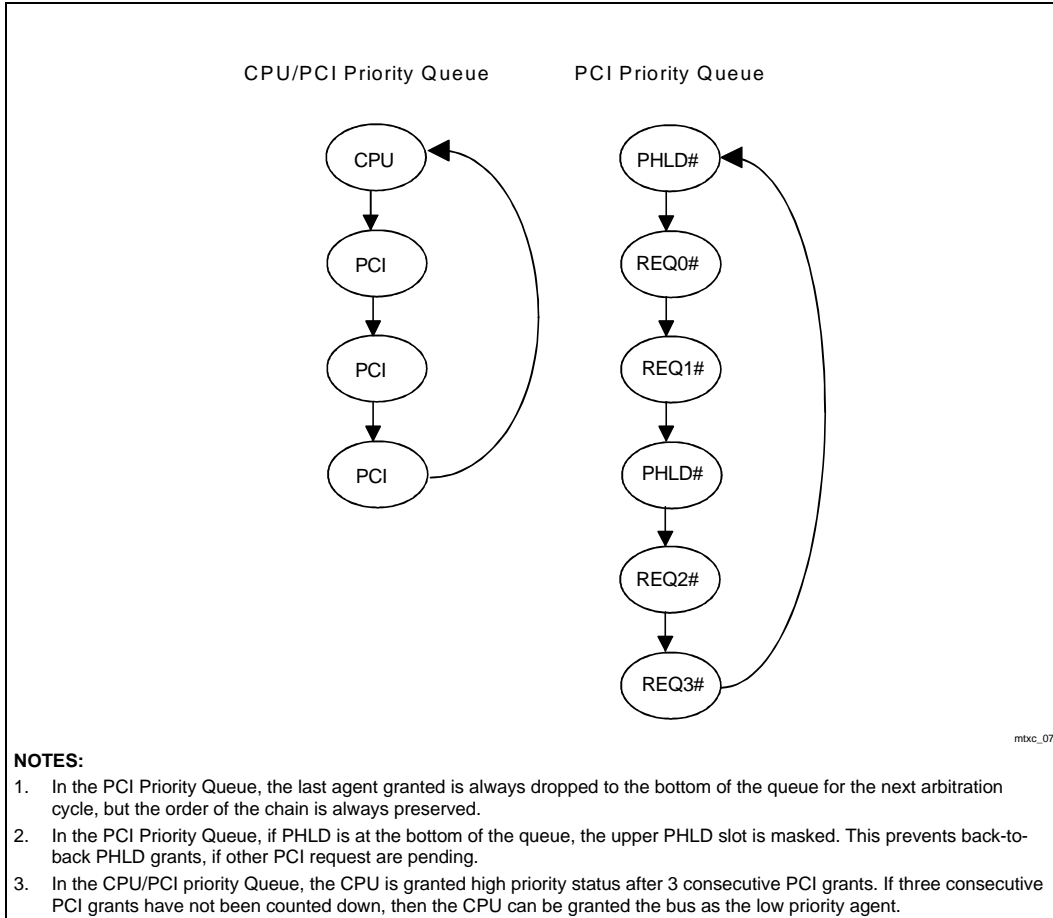 CPU/PCI Priority Queue
PCI Priority Queue
CPU
PCI
PCI
PCI
PHLD#
REQ0#
REQ1#
PHLD#
REQ2#
REQ3#
mtxc_07
NOTES:
1. In the PCI Priority Queue, the last agent granted is always dropped to the bottom of the queue for the next arbitration
cycle, but the order of the chain is always preserved.
2. In the PCI Priority Queue, if PHLD is at the bottom of the queue, the upper PHLD slot is masked. This prevents back-to-
back PHLD grants, if other PCI request are pending.
3. In the CPU/PCI priority Queue, the CPU is granted high priority status after 3 consecutive PCI grants. If three consecutive
PCI grants have not been counted down, then the CPU can be granted the bus as the low priority agent.